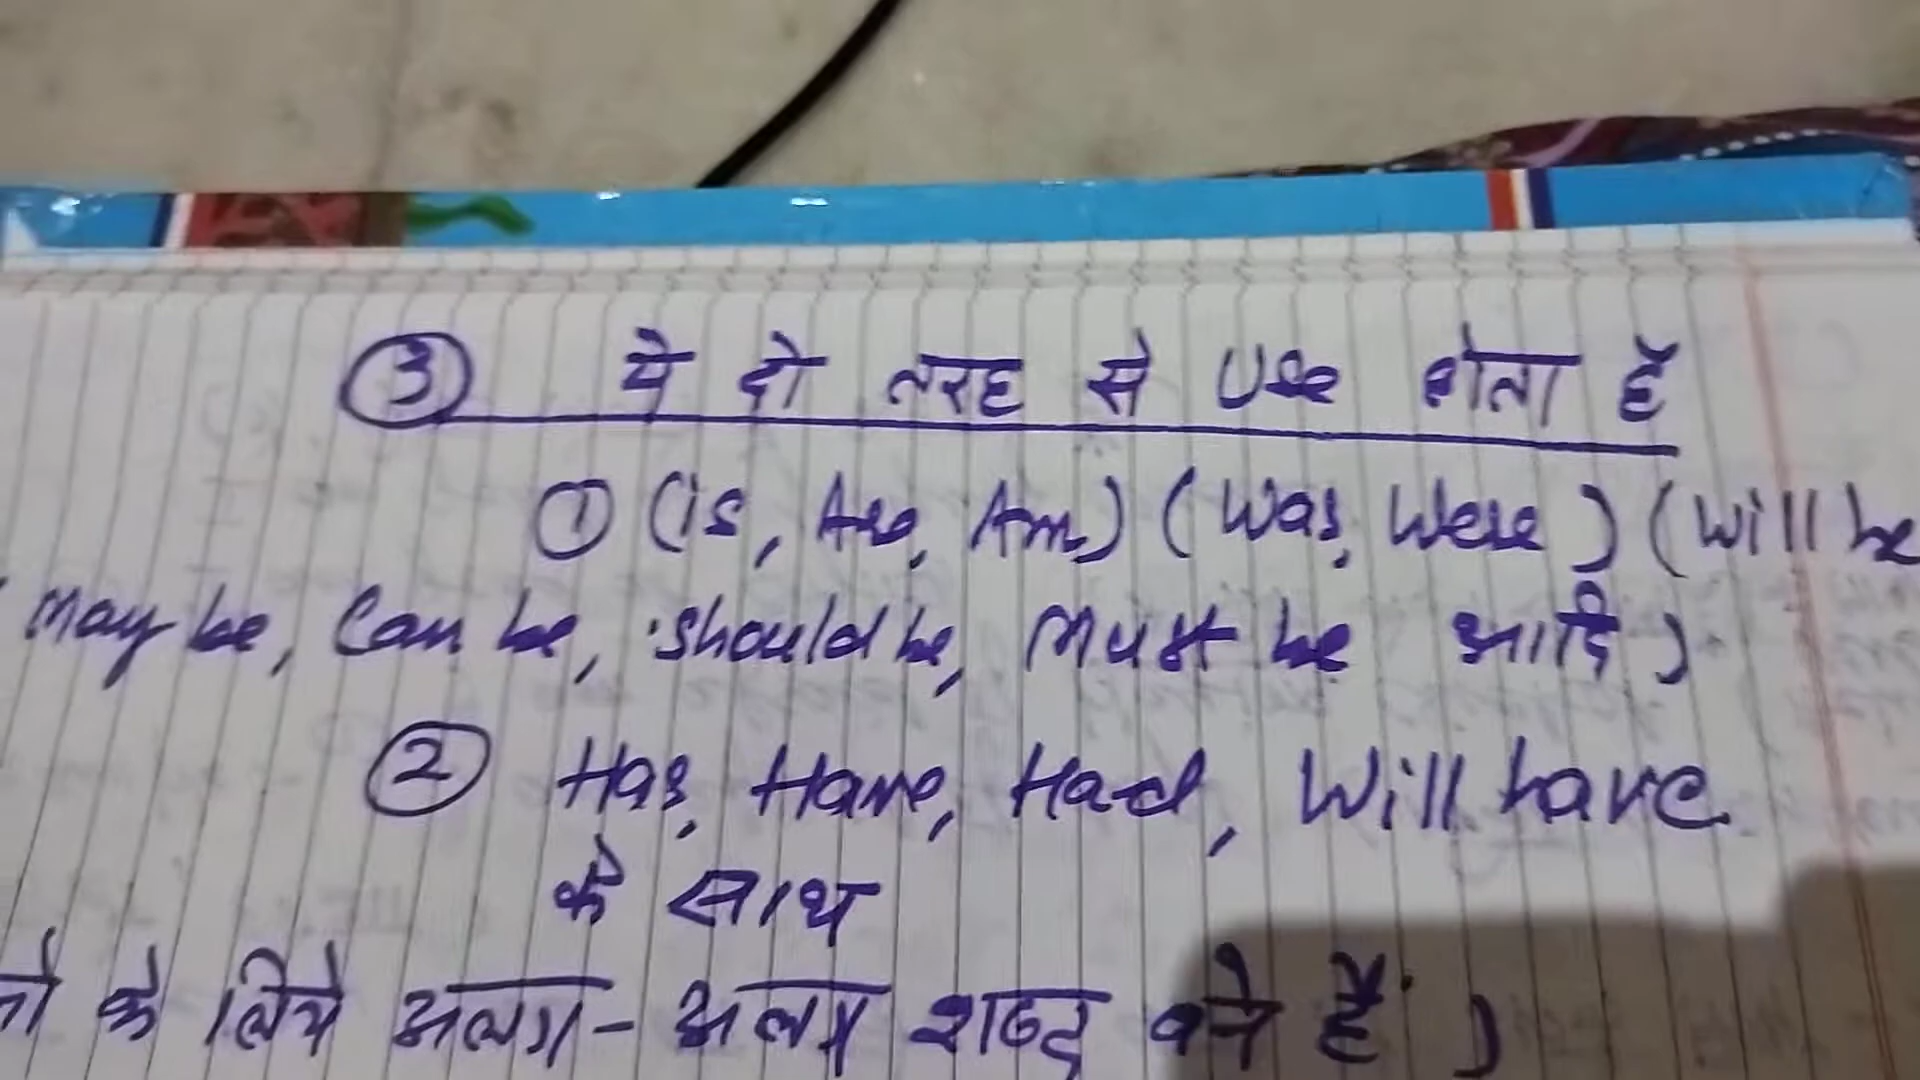 ③ ये दो तरह से Use होता है
① (is, Are, Am) (Was, Were) (Will be
May be, Can be, should be, Must be आदि)
② Has, Have, Had, Will have
के साथ
के लिये अलग-अलग शब्द बने हैं)